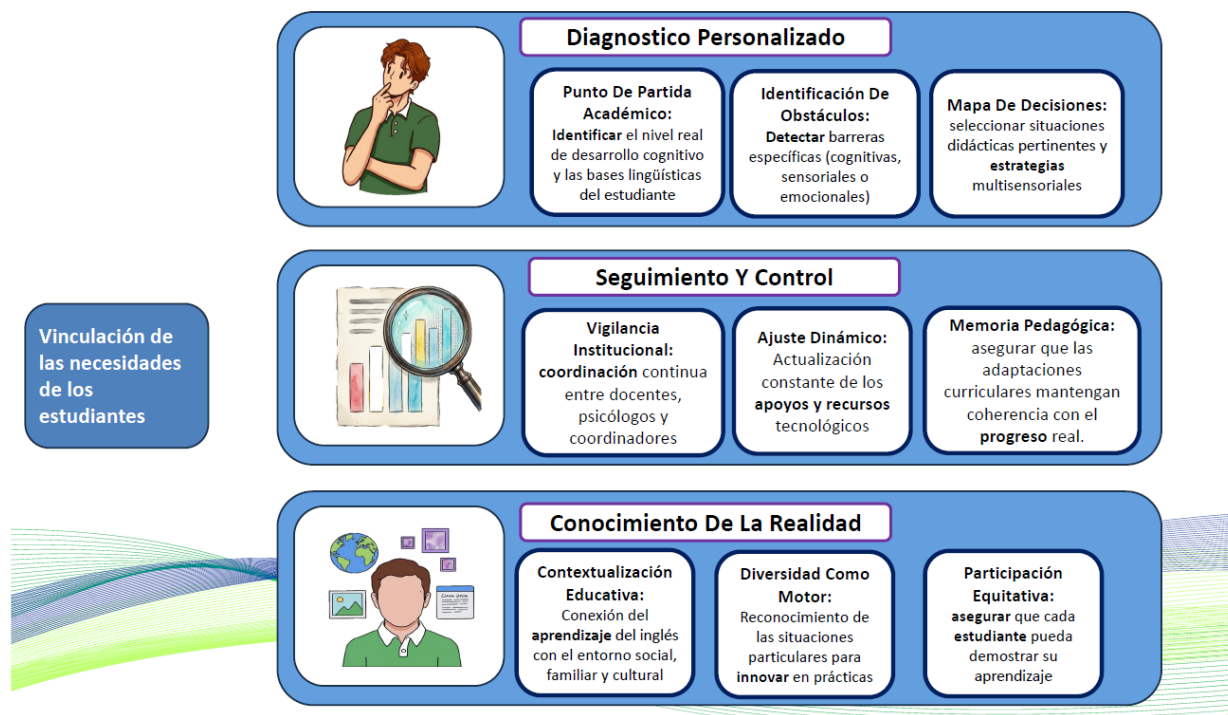 Diagnostico Personalizado
Punto De Partida
Académico:
Identificar el nivel real
de desarrollo cognitivo
y las bases lingüísticas
del estudiante
Identificación De
Obstáculos:
Detectar barreras
específicas (cognitivas,
sensoriales o
emocionales)
Mapa De Decisiones:
seleccionar situaciones
didácticas pertinentes y
estrategias
multisensoriales
Vinculación de
las necesidades
de los
estudiantes
Seguimiento Y Control
Vigilancia
Institucional:
coordinación continua
entre docentes,
psicólogos y
coordinadores
Ajuste Dinámico:
Actualización
constante de los
apoyos y recursos
tecnológicos
Memoria Pedagógica:
asegurar que las
adaptaciones
curriculares mantengan
coherencia con el
progreso real.
Conocimiento De La Realidad
Contextualización
Educativa:
Conexión del
aprendizaje del inglés
con el entorno social,
familiar y cultural
Diversidad Como
Motor:
Reconocimiento de
las situaciones
particulares para
innovar en prácticas
Participación
Equitativa:
asegurar que cada
estudiante pueda
demostrar su
aprendizaje